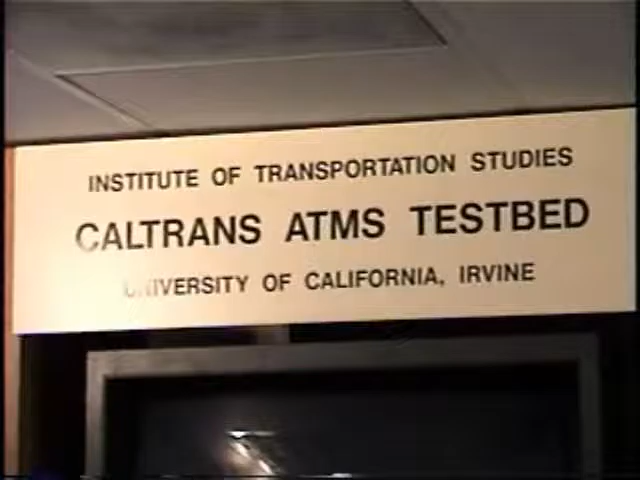 INSTITUTE OF TRANSPORTATION STUDIES
CALTRANS ATMS TESTBED
UNIVERSITY OF CALIFORNIA, IRVINE